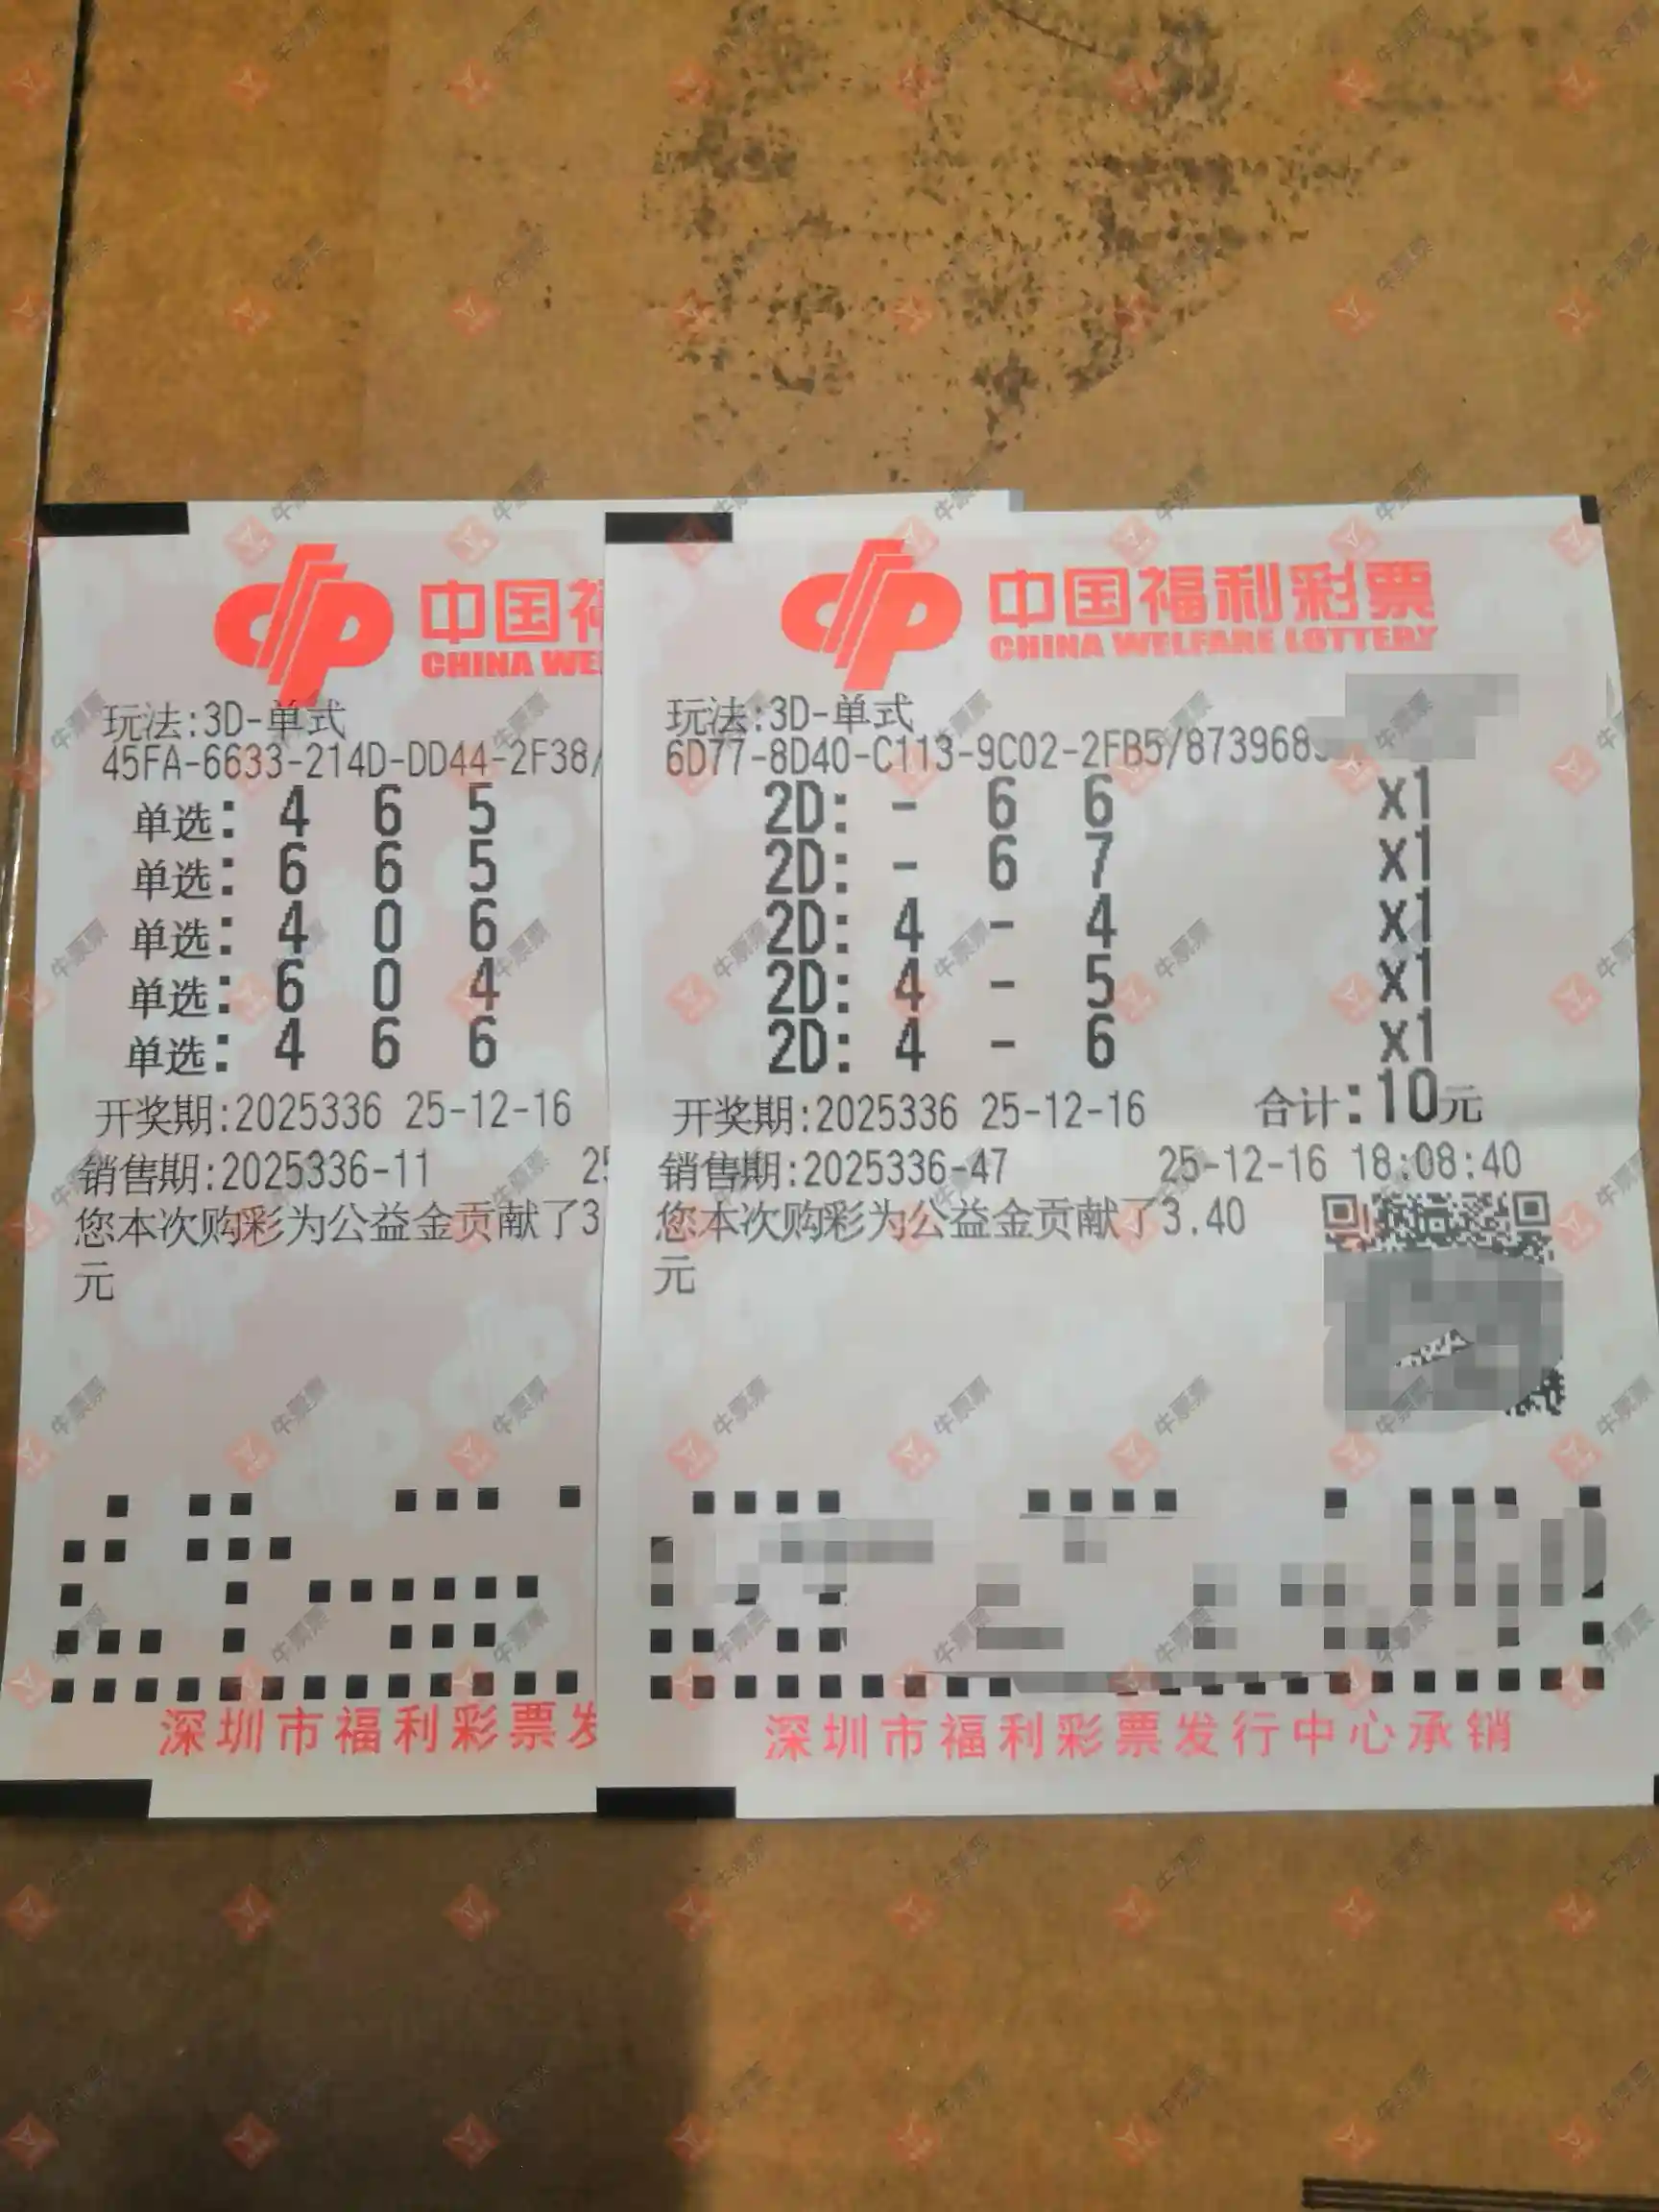 中国福
CHINA WE
玩法:3D-单式
45FA-6633-214D-DD44-2F38/
单选: 4 6 5
单选: 6 6 5
单选: 4 0 6
单选: 6 0 4
单选: 4 6 6
开奖期:2025336 25-12-16
销售期:2025336-11 25
您本次购彩为公益金贡献了3
元
深圳市福利彩票发
中国福利彩票
CHINA WELFARE LOTTERY
玩法:3D-单式
6D77-8D40-C113-9C02-2FB5/873968
2D: - 6 6 x1
2D: - 6 7 x1
2D: 4 - 4 x1
2D: 4 - 5 x1
2D: 4 - 6 x1
开奖期:2025336 25-12-16 合计:10元
销售期:2025336-47 25-12-16 18:08:40
您本次购彩为公益金贡献了3.40
元
深圳市福利彩票发行中心承销
牛票票